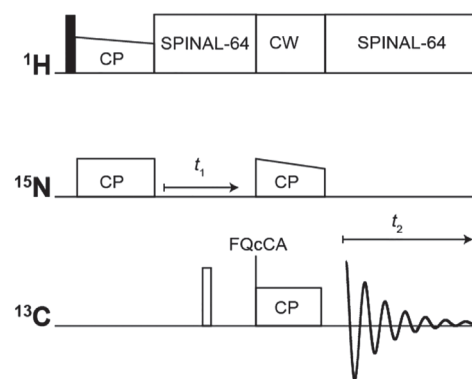 ¹H CP SPINAL-64 CW SPINAL-64
¹⁵N CP t₁ CP
t₂
FQcCA
¹³C CP